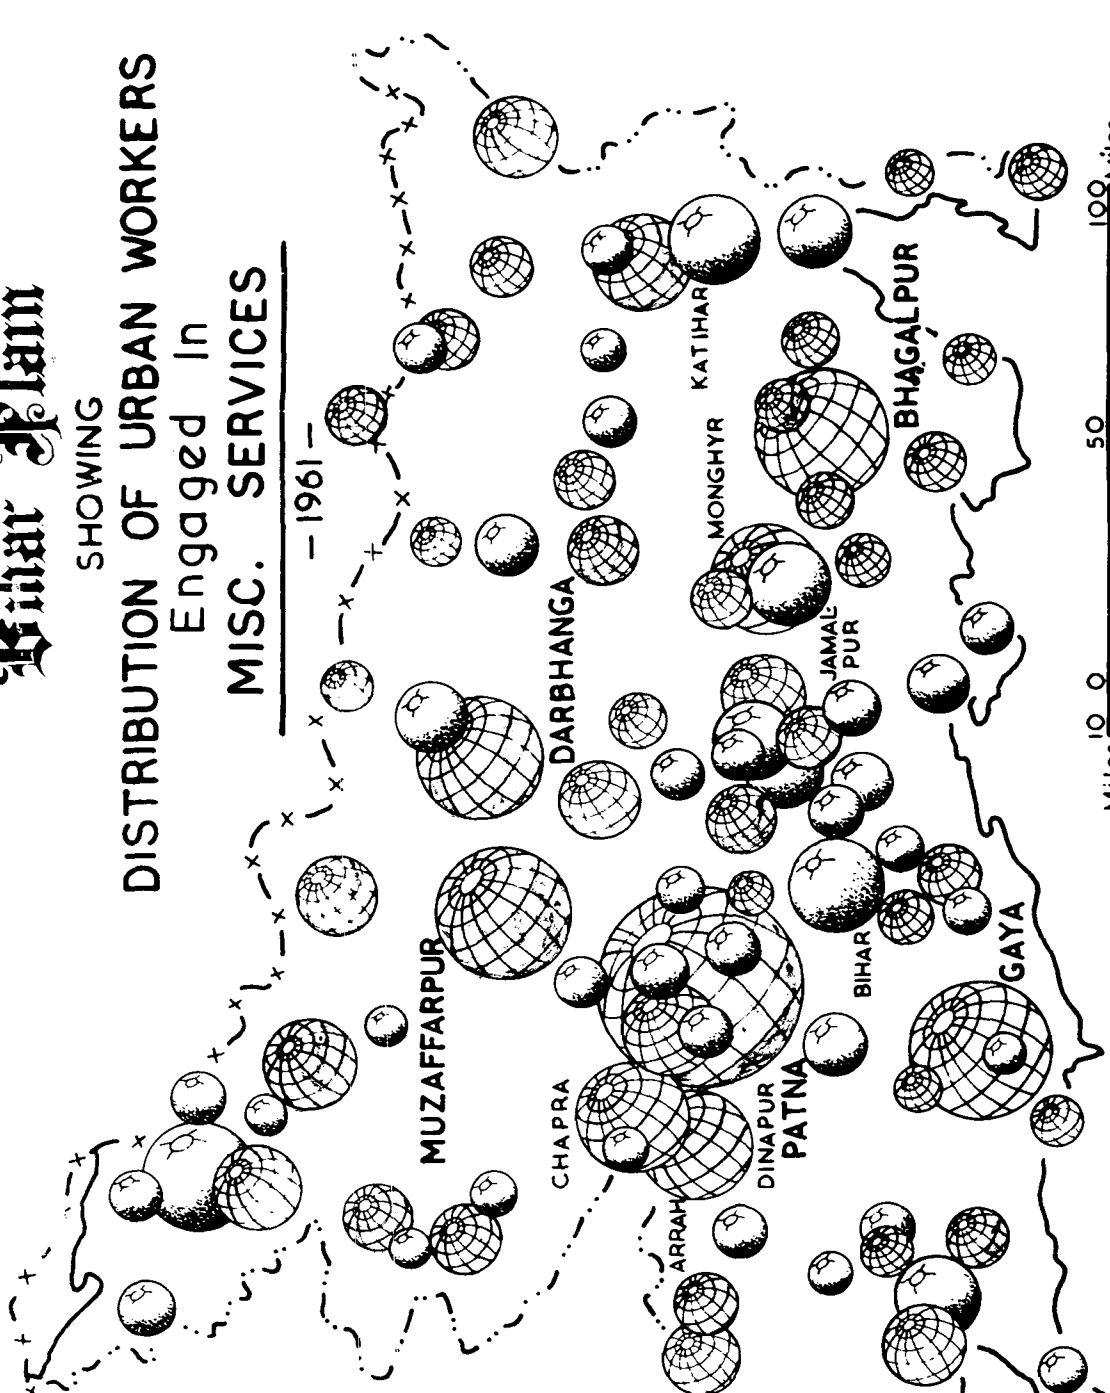 Bihar Plain
SHOWING
DISTRIBUTION OF URBAN WORKERS
Engaged In
MISC. SERVICES
—1961—
DARBHANGA
MUZAFFARPUR
KATIHAR
MONGHYR
CHAPRA
BHAGALPUR
JAMAL-
PUR
BIHAR
DINAPUR
PATNA
ARRAH
GAYA
10 0 50 100